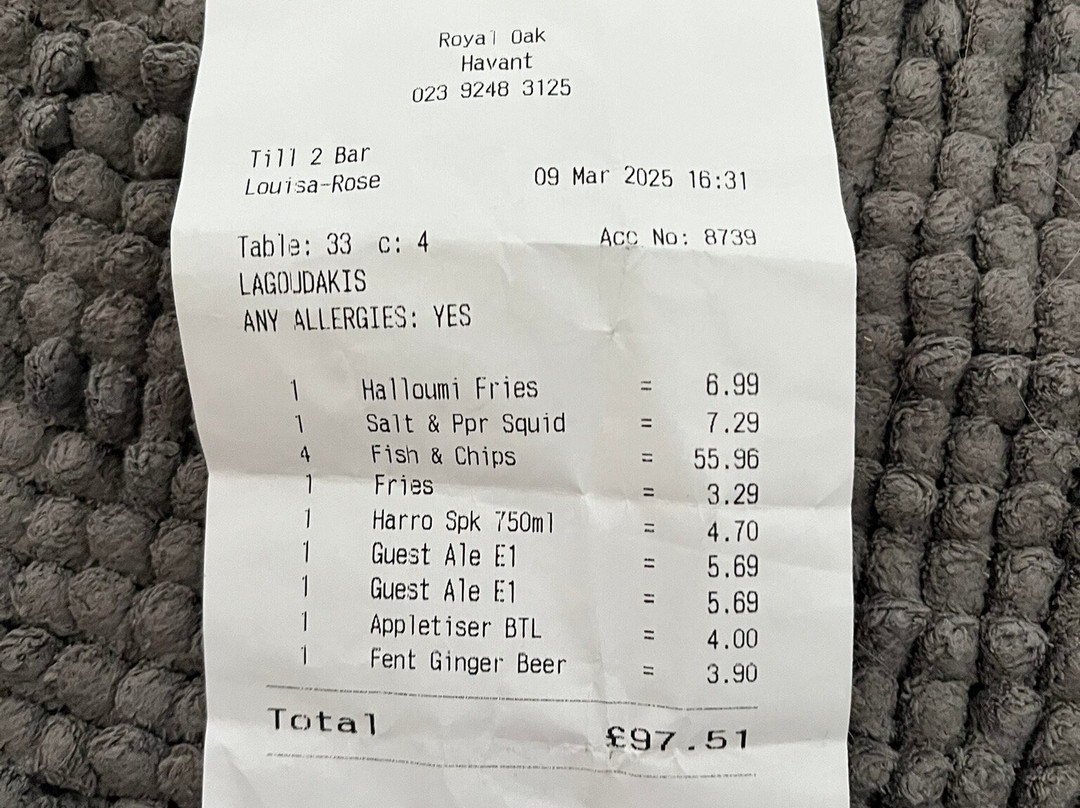 Royal Oak
Havant
023 9248 3125
Till 2 Bar
Louisa-Rose 09 Mar 2025 16:31
Table: 33 c: 4 Acc No: 8739
LAGOUDAKIS
ANY ALLERGIES: YES
1 Halloumi Fries = 6.99
1 Salt & Ppr Squid = 7.29
4 Fish & Chips = 55.96
1 Fries = 3.29
1 Harro Spk 750ml = 4.70
1 Guest Ale E1 = 5.69
1 Guest Ale E1 = 5.69
1 Appletiser BTL = 4.00
1 Fent Ginger Beer = 3.90
Total £97.51